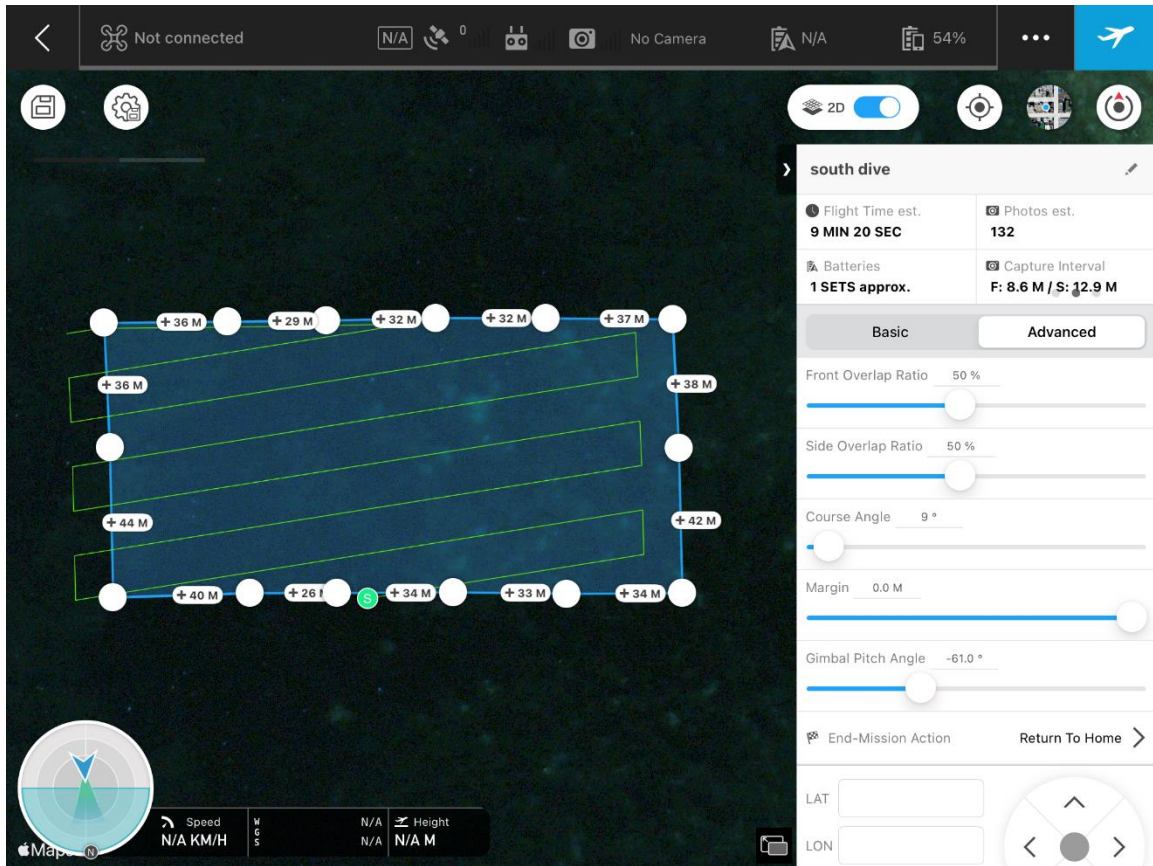 Not connected
N/A
0
No Camera
N/A
54%
2D
south dive
Flight Time est.
9 MIN 20 SEC
Photos est.
132
Batteries
1 SETS approx.
Capture Interval
F: 8.6 M / S: 12.9 M
Basic
Advanced
Front Overlap Ratio 50 %
Side Overlap Ratio 50 %
Course Angle 9 °
Margin 0.0 M
Gimbal Pitch Angle -61.0 °
End-Mission Action Return To Home
LAT
LON
+ 36 M
+ 29 M
+ 32 M
+ 32 M
+ 37 M
+ 36 M
+ 38 M
+ 44 M
+ 42 M
+ 40 M
+ 26
S
+ 34 M
+ 33 M
+ 34 M
Speed
N/A KM/H
W
G
S
N/A
N/A
Height
N/A M
Maps
N